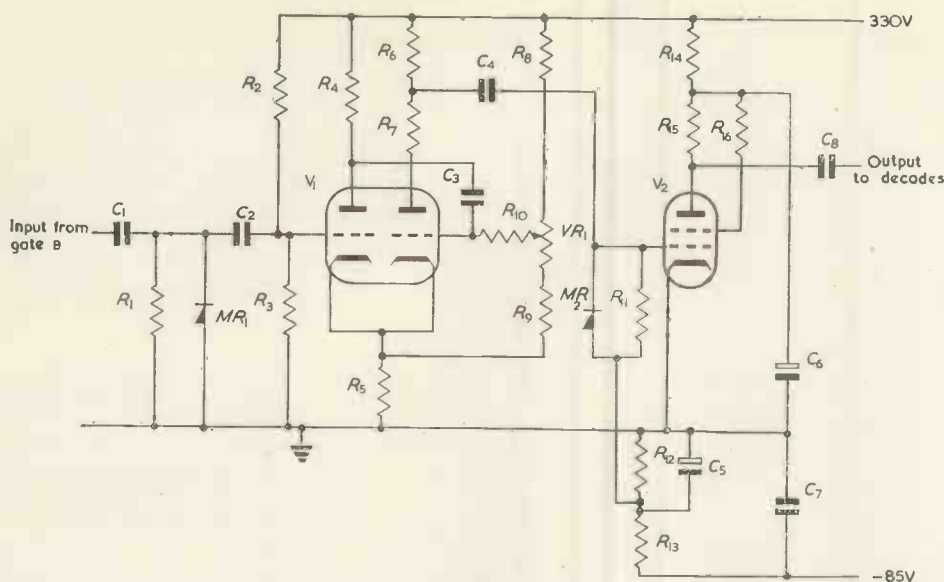 330V
R14
R8
R6
C4
R2
R4
R7
R15
R16
C8
Output
to decades
V1
C3
V2
Input from
gate B
C1
C2
R10
VR1
R1
MR1
R3
R9
MR2
R11
R5
C6
R12
C5
C7
R13
-85V